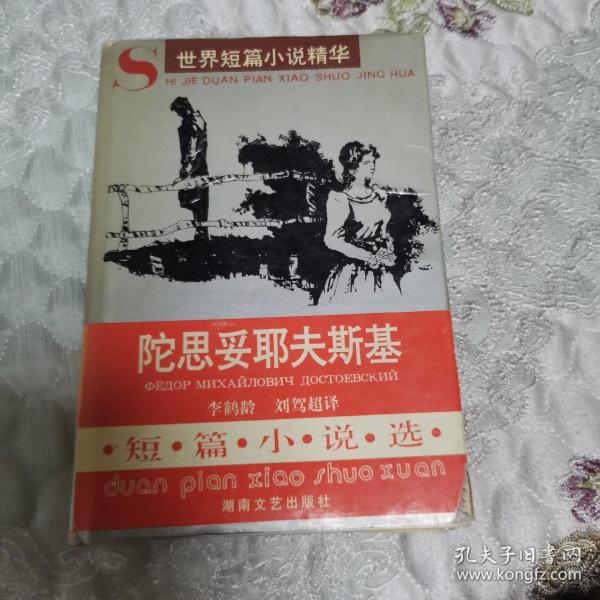 S
世界短篇小说精华
HI JIE DUAN PIAN XIAO SHUO JING HUA
陀思妥耶夫斯基
ФЁДОР МИХАЙЛОВИЧ ДОСТОЕВСКИЙ
李鹤龄 刘驾超译
·短·篇·小·说·选·
duan pian xiao shuo xuan
湖南文艺出版社
孔夫子旧书网
www.kongfz.com